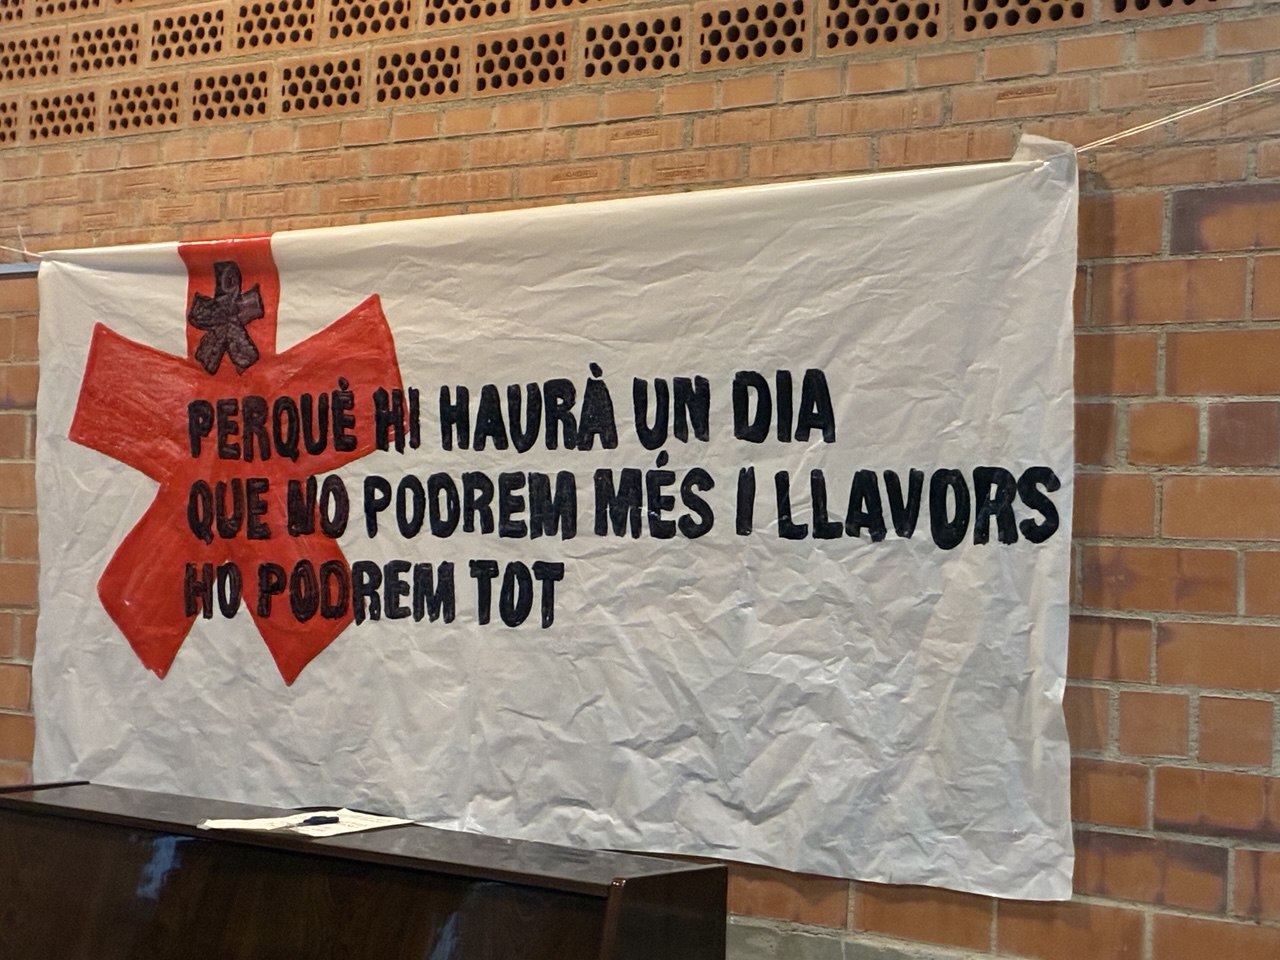 PERQUÈ HI HAURÀ UN DIA
QUE NO PODREM MÉS I LLAVORS
HO PODREM TOT